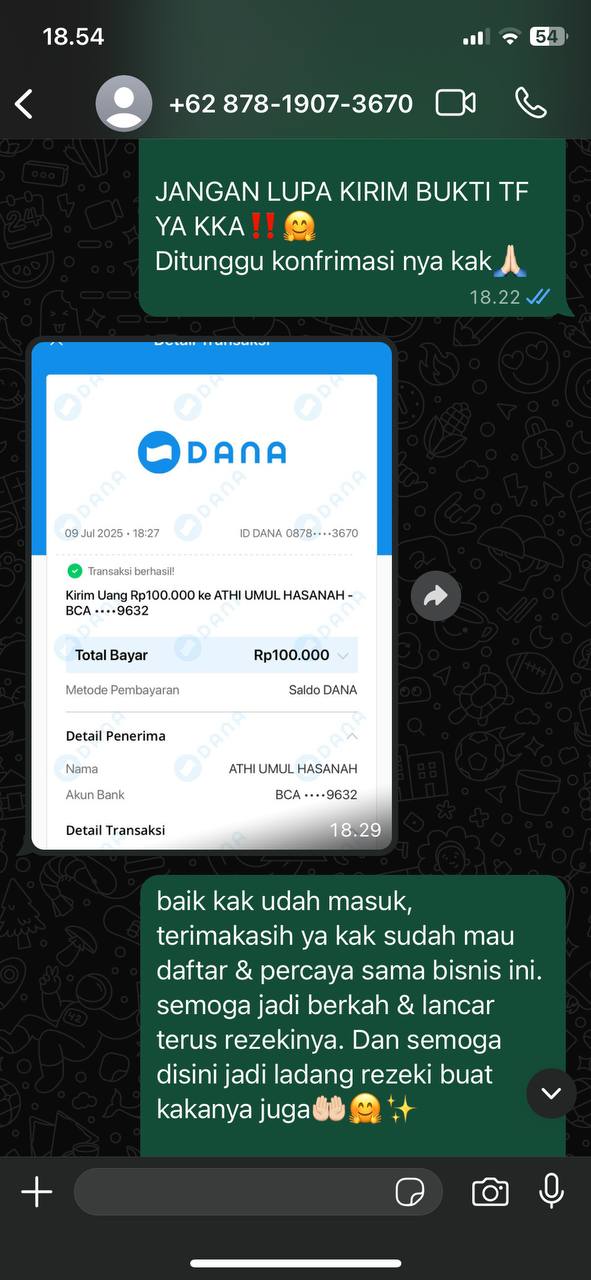 18.54
54
+62 878-1907-3670
JANGAN LUPA KIRIM BUKTI TF
YA KKA‼️🤗
Ditunggu konfrimasi nya kak🙏🏻
18.22
Detail Transaksi
DANA
09 Jul 2025 • 18:27
ID DANA 0878••••3670
Transaksi berhasil!
Kirim Uang Rp100.000 ke ATHI UMUL HASANAH -
BCA ••••9632
Total Bayar
Rp100.000
Metode Pembayaran
Saldo DANA
Detail Penerima
Nama
ATHI UMUL HASANAH
Akun Bank
BCA ••••9632
Detail Transaksi
18.29
baik kak udah masuk,
terimakasih ya kak sudah mau
daftar & percaya sama bisnis ini.
semoga jadi berkah & lancar
terus rezekinya. Dan semoga
disini jadi ladang rezeki buat
kakanya juga🤲🏻🤗✨